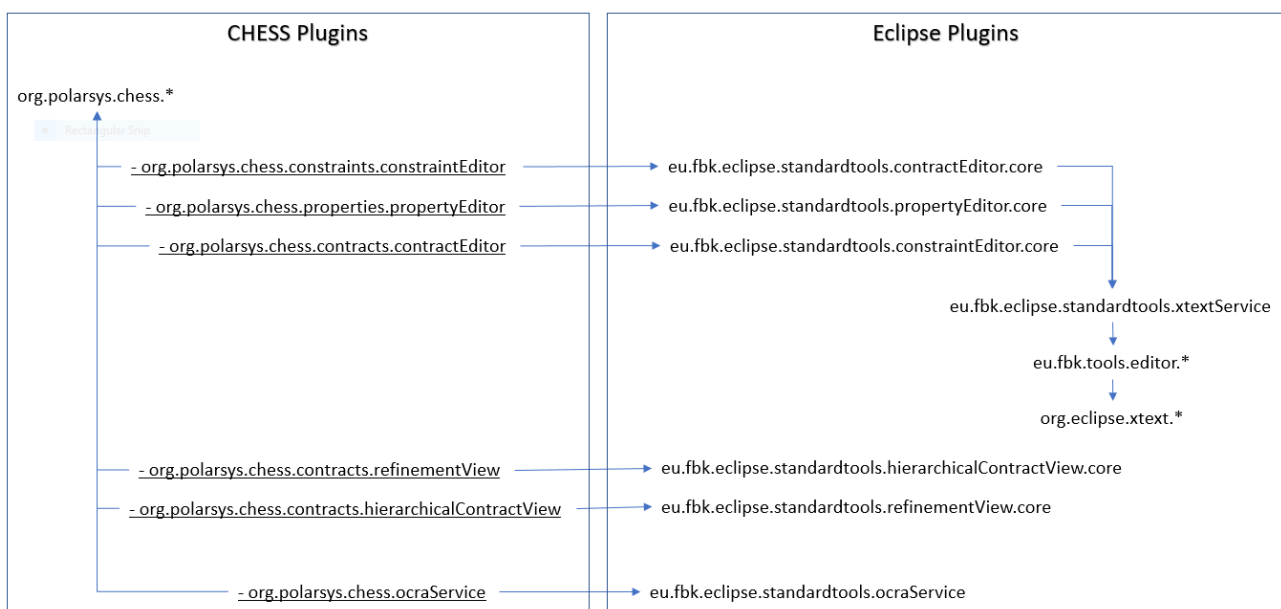 CHESS Plugins
Eclipse Plugins
org.polarsys.chess.*
Rectangular Snip
- org.polarsys.chess.constraints.constraintEditor
eu.fbk.eclipse.standardtools.contractEditor.core
- org.polarsys.chess.properties.propertyEditor
eu.fbk.eclipse.standardtools.propertyEditor.core
- org.polarsys.chess.contracts.contractEditor
eu.fbk.eclipse.standardtools.constraintEditor.core
eu.fbk.eclipse.standardtools.xtextService
eu.fbk.tools.editor.*
org.eclipse.xtext.*
- org.polarsys.chess.contracts.refinementView
eu.fbk.eclipse.standardtools.hierarchicalContractView.core
- org.polarsys.chess.contracts.hierarchicalContractView
eu.fbk.eclipse.standardtools.refinementView.core
- org.polarsys.chess.ocraService
eu.fbk.eclipse.standardtools.ocraService